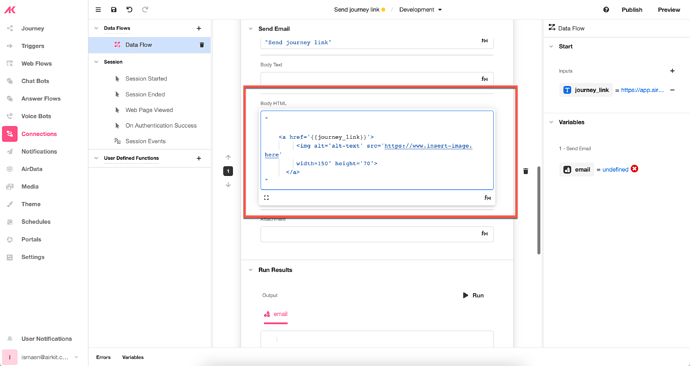 Send journey link
Development
Publish
Preview
Journey
Triggers
Web Flows
Chat Bots
Answer Flows
Voice Bots
Connections
Notifications
AirData
Media
Theme
Schedules
Portals
Settings
User Notifications
I
ismaen@airkit.c...
Data Flows
Data Flow
Session
Session Started
Session Ended
Web Page Viewed
On Authentication Success
Session Events
User Defined Functions
Errors
Variables
1
Send Email
"Send journey link"
Body Text
Body HTML
"
<a href='{{journey_link}}'>
<img alt='alt-text' src='https://www.insert-image.
here'
width=150" height='70">
</a>
"
Attachment
Run Results
Output
Run
email
Data Flow
Start
Inputs
journey_link = https://app.air...
Variables
1 - Send Email
email = undefined